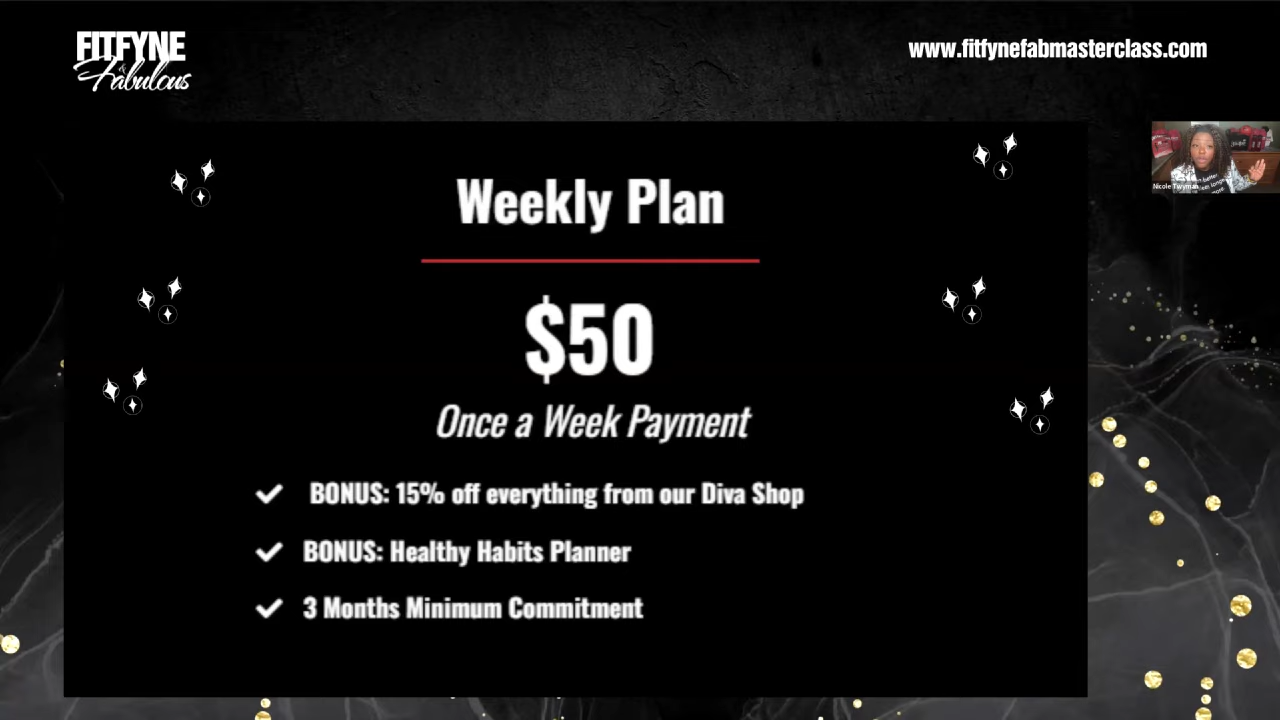 FITFYNE
&
Fabulous
www.fitfynefabmasterclass.com
Nicole Twyman
Weekly Plan
$50
Once a Week Payment
BONUS: 15% off everything from our Diva Shop
BONUS: Healthy Habits Planner
3 Months Minimum Commitment